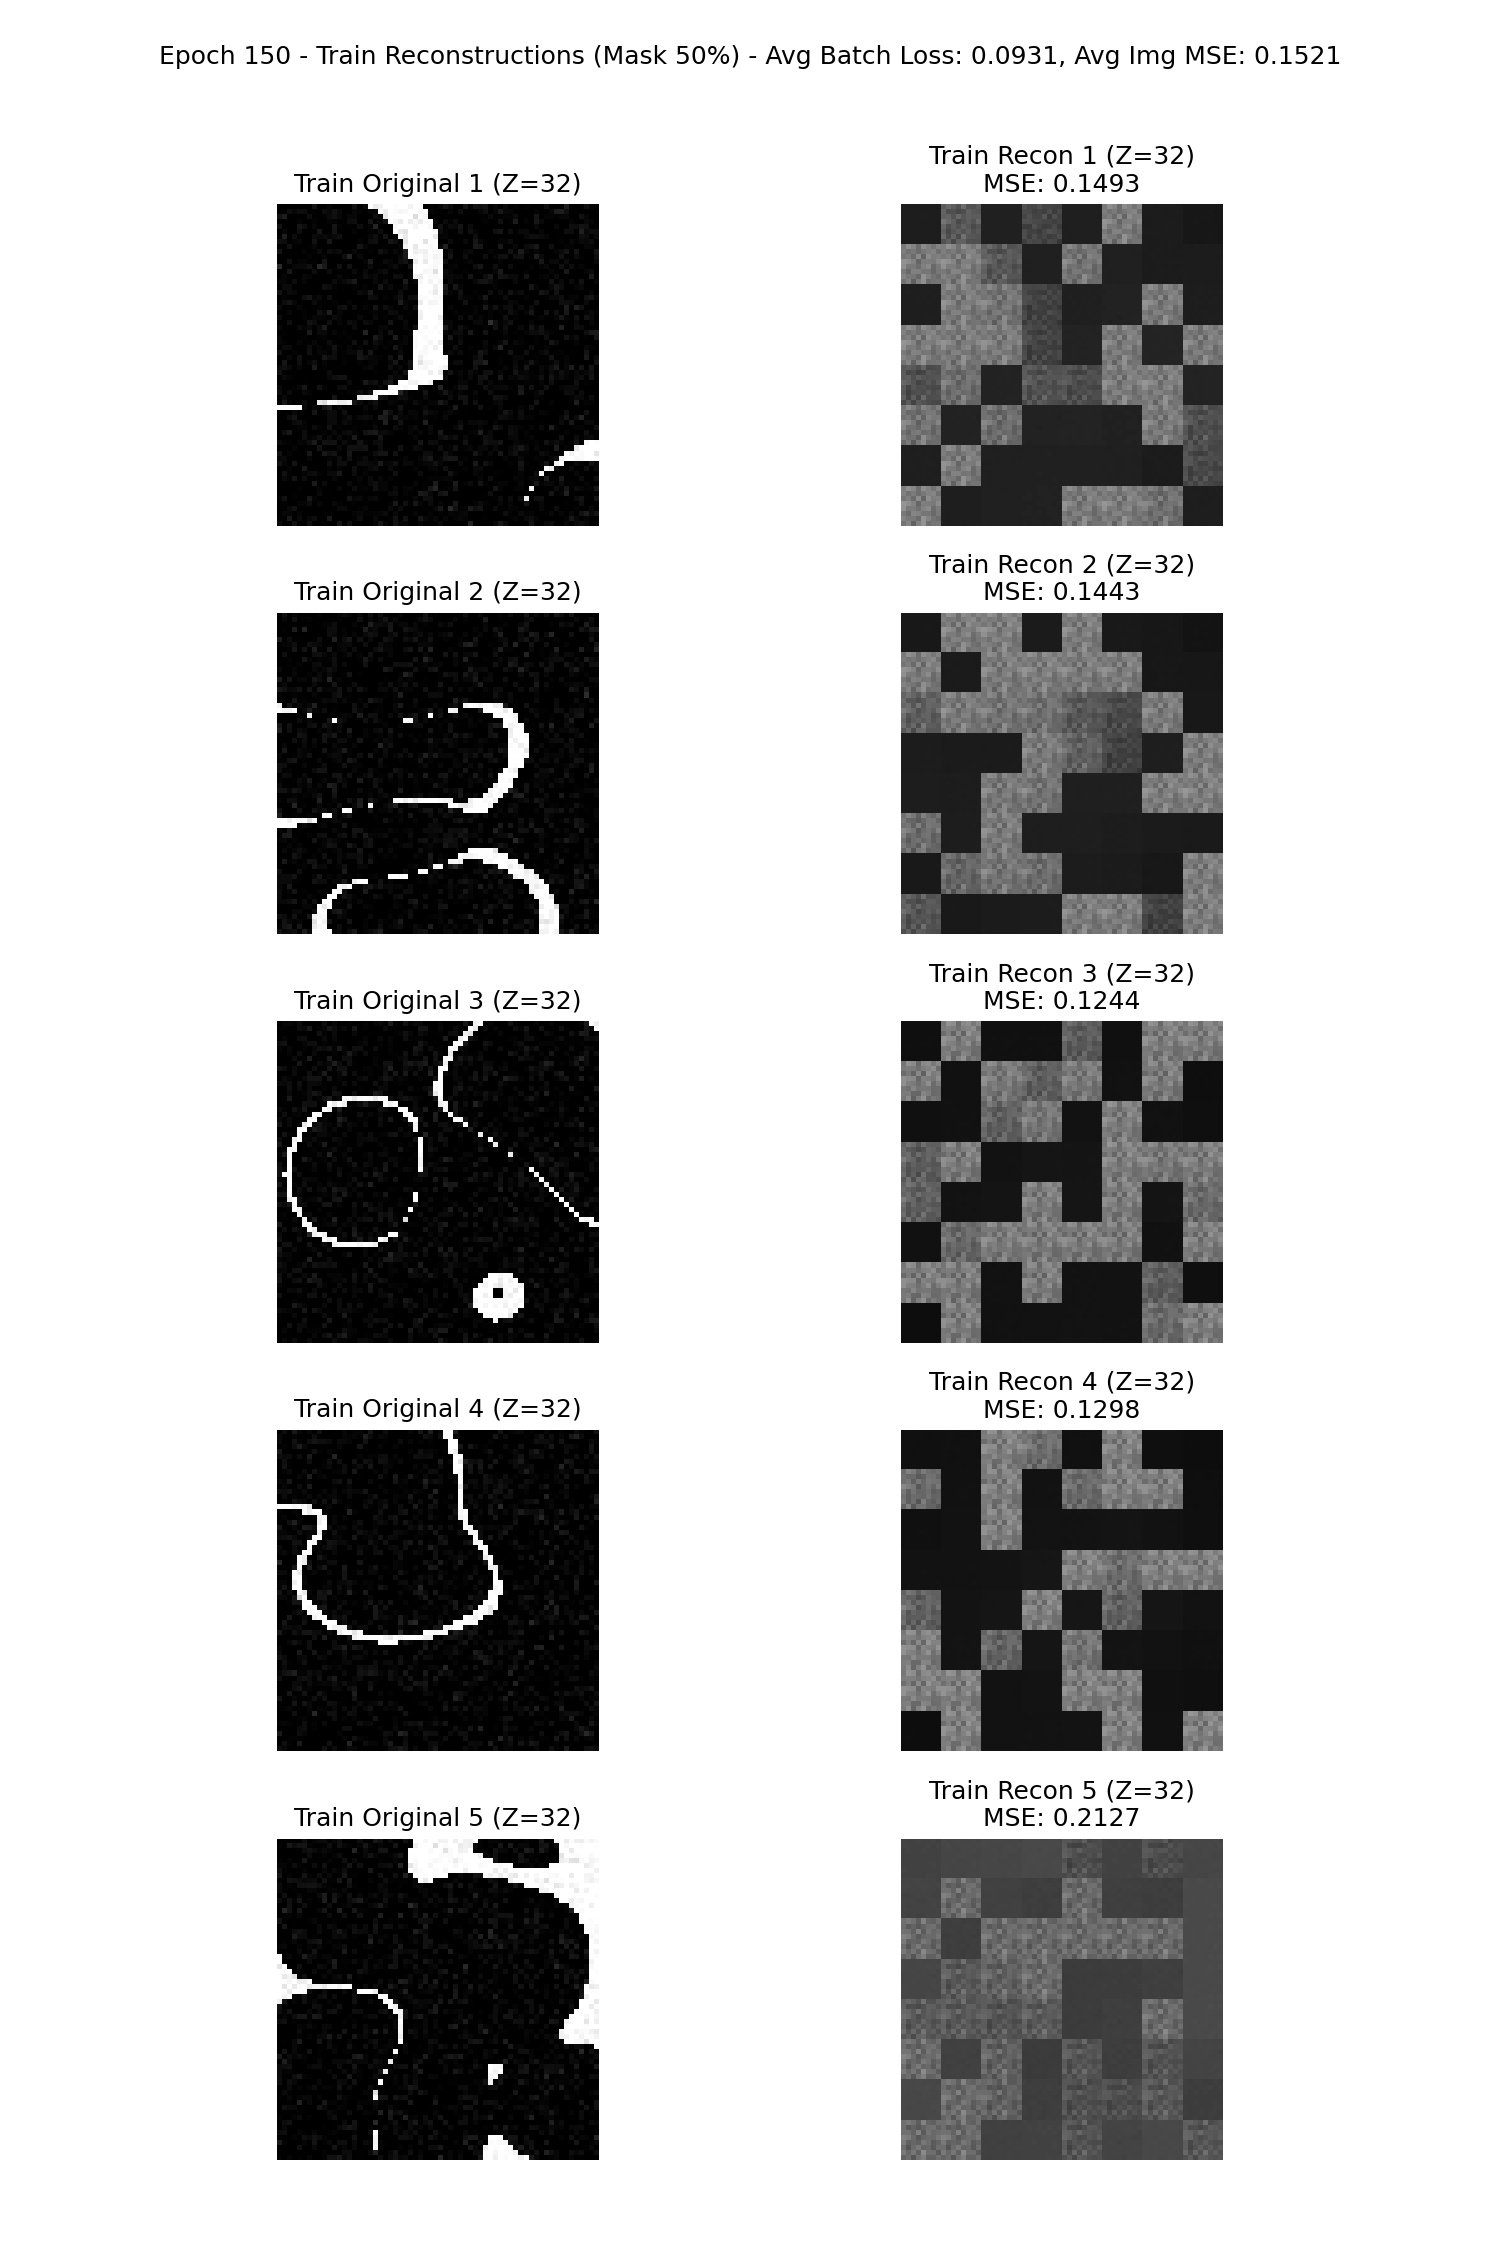 Epoch 150 - Train Reconstructions (Mask 50%) - Avg Batch Loss: 0.0931, Avg Img MSE: 0.1521
Train Original 1 (Z=32)
Train Recon 1 (Z=32)
MSE: 0.1493
Train Original 2 (Z=32)
Train Recon 2 (Z=32)
MSE: 0.1443
Train Original 3 (Z=32)
Train Recon 3 (Z=32)
MSE: 0.1244
Train Original 4 (Z=32)
Train Recon 4 (Z=32)
MSE: 0.1298
Train Original 5 (Z=32)
Train Recon 5 (Z=32)
MSE: 0.2127